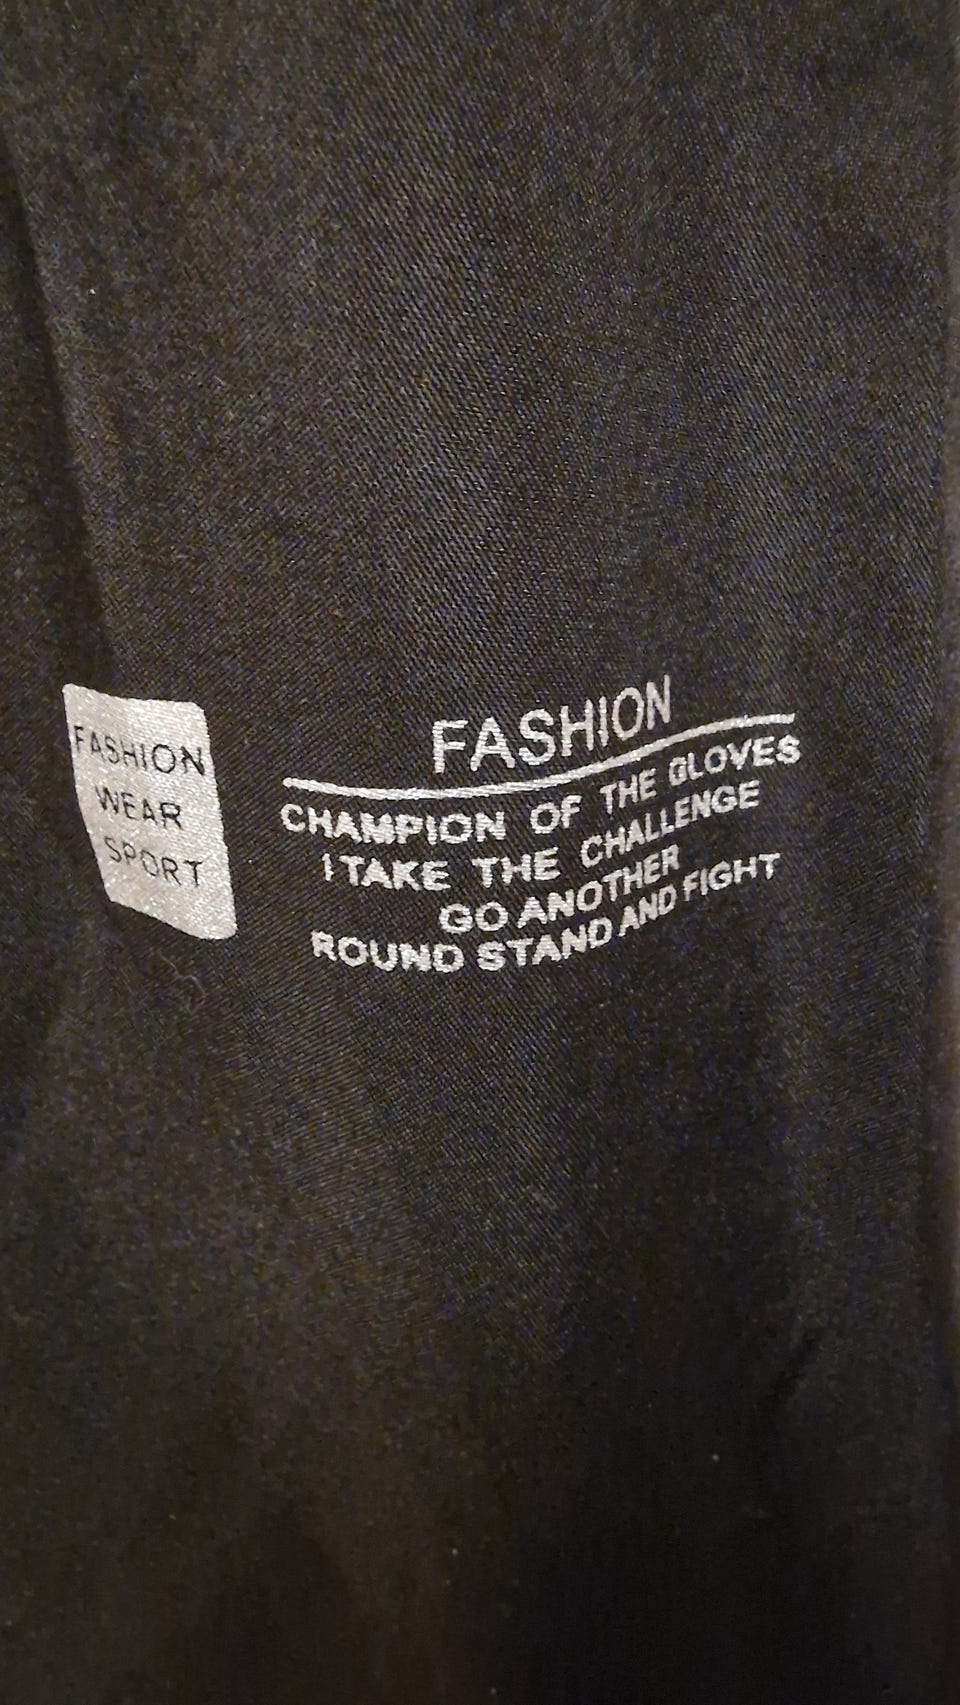 FASHION
WEAR
SPORT
FASHION
CHAMPION OF THE GLOVES
I TAKE THE CHALLENGE
GO ANOTHER
ROUND STAND AND FIGHT